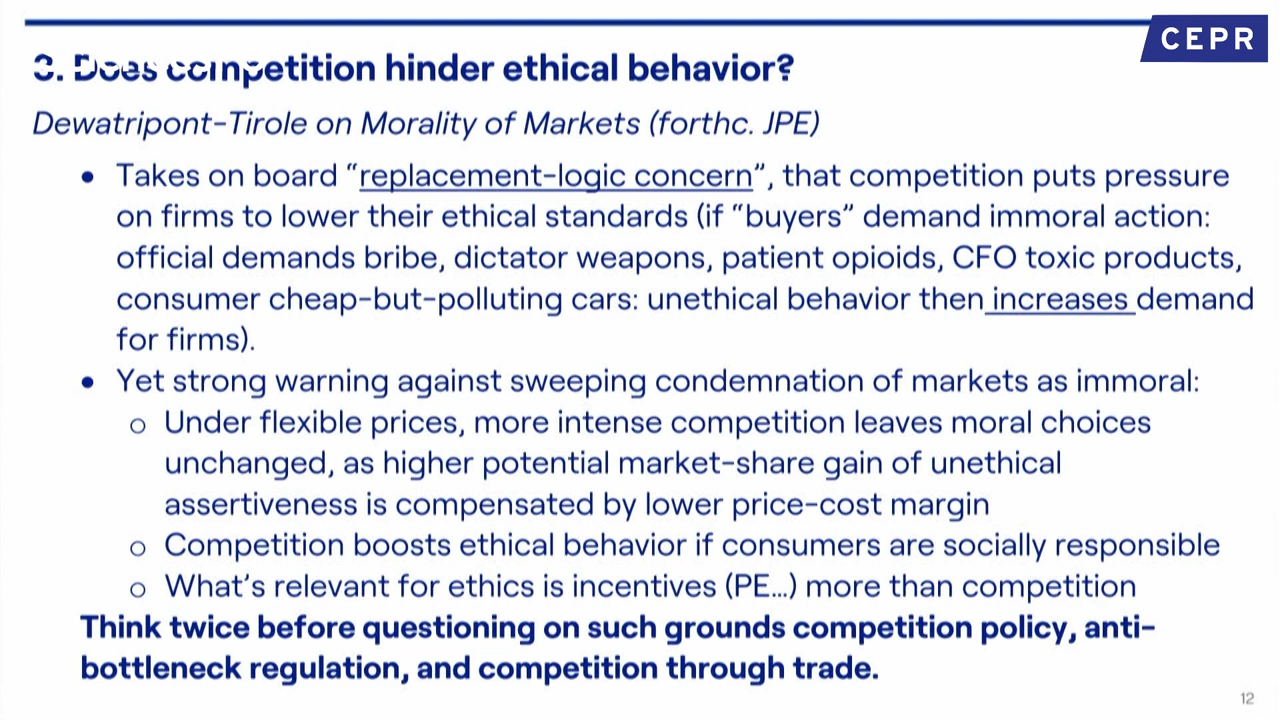 CEPR
3. Does competition hinder ethical behavior?
Dewatripont-Tirole on Morality of Markets (forthc. JPE)
• Takes on board “replacement-logic concern”, that competition puts pressure
on firms to lower their ethical standards (if “buyers” demand immoral action:
official demands bribe, dictator weapons, patient opioids, CFO toxic products,
consumer cheap-but-polluting cars: unethical behavior then increases demand
for firms).
• Yet strong warning against sweeping condemnation of markets as immoral:
o Under flexible prices, more intense competition leaves moral choices
unchanged, as higher potential market-share gain of unethical
assertiveness is compensated by lower price-cost margin
o Competition boosts ethical behavior if consumers are socially responsible
o What’s relevant for ethics is incentives (PE…) more than competition
Think twice before questioning on such grounds competition policy, anti-
bottleneck regulation, and competition through trade.
12